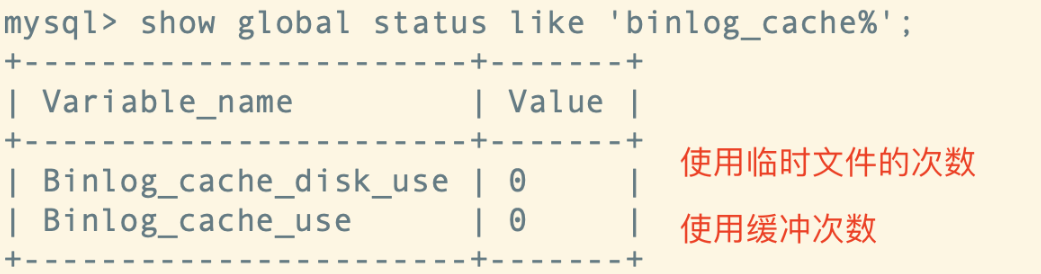 mysql> show global status like 'binlog_cache%';
+-----------------------+-------+
| Variable_name         | Value |
+-----------------------+-------+
| Binlog_cache_disk_use | 0     | 使用临时文件的次数
| Binlog_cache_use      | 0     | 使用缓冲次数
+-----------------------+-------+